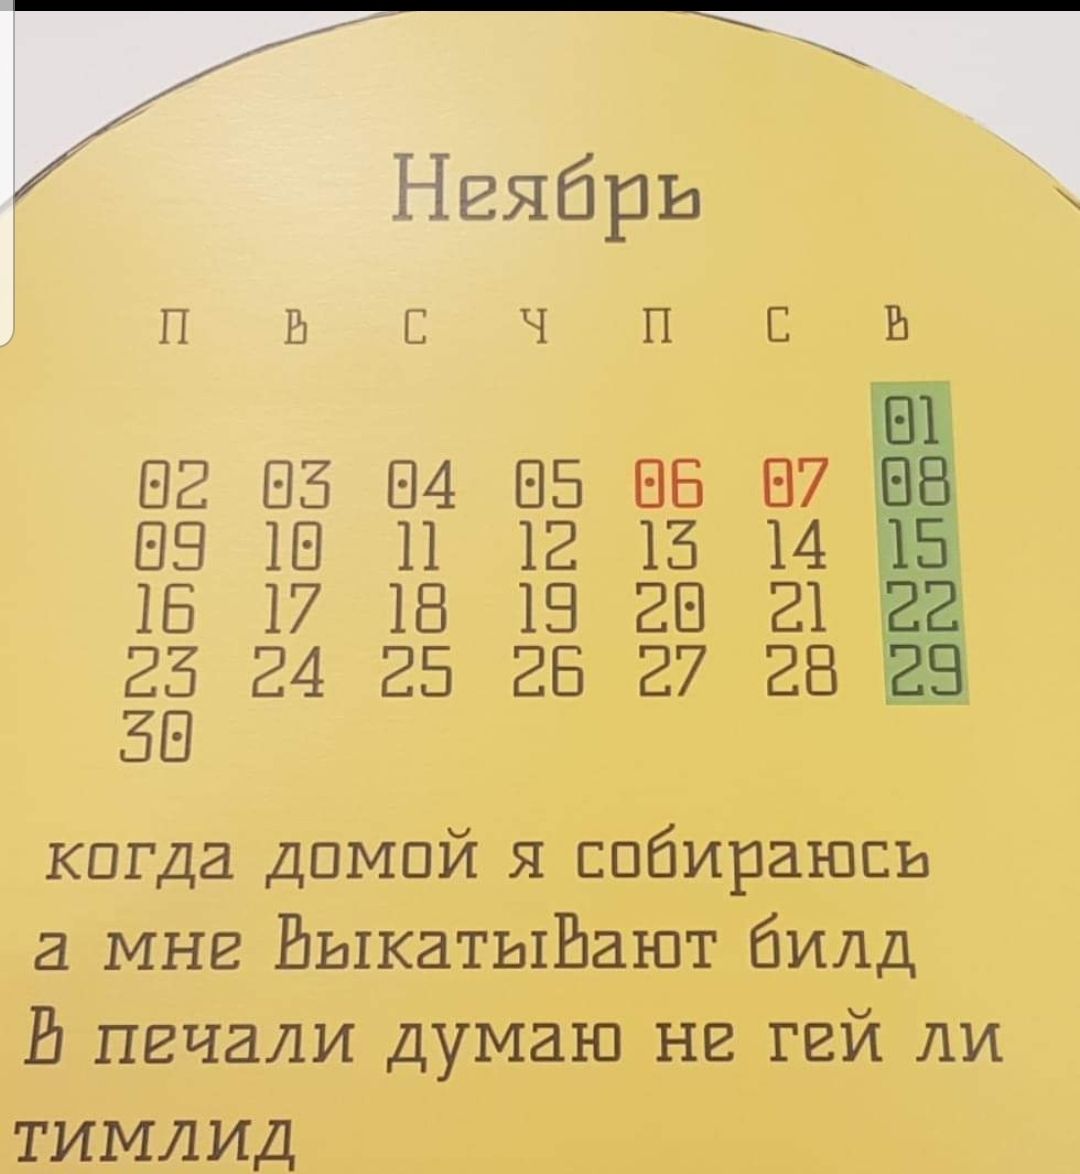 Неябрь
П В С Ч П С В
01
02 03 04 05 06 07 08
09 10 11 12 13 14 15
16 17 18 19 20 21 22
23 24 25 26 27 28 29
30
когда домой я собираюсь
а мне выкатывают билд
в печали думаю не гей ли
тимлид